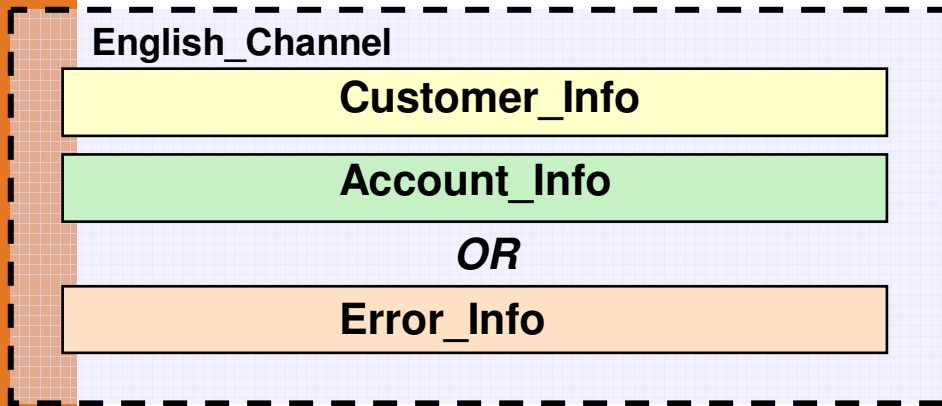 English_Channel
Customer_Info
Account_Info
OR
Error_Info